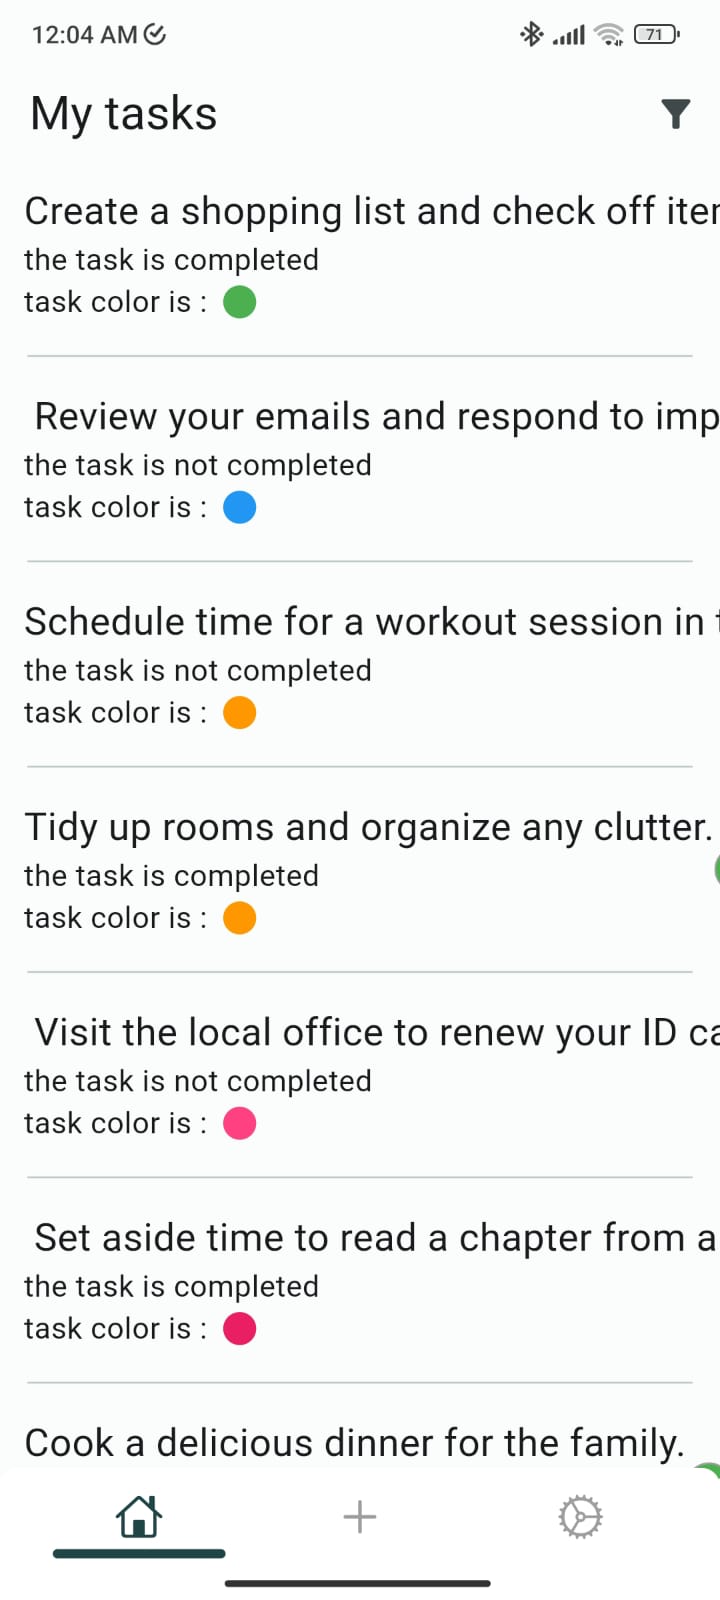 12:04 AM
71
My tasks
Create a shopping list and check off
the task is completed
task color is :
Review your emails and respond to imp
the task is not completed
task color is :
Schedule time for a workout session in
the task is not completed
task color is :
Tidy up rooms and organize any clutter.
the task is completed
task color is :
Visit the local office to renew your ID
the task is not completed
task color is :
Set aside time to read a chapter from a
the task is completed
task color is :
Cook a delicious dinner for the family.